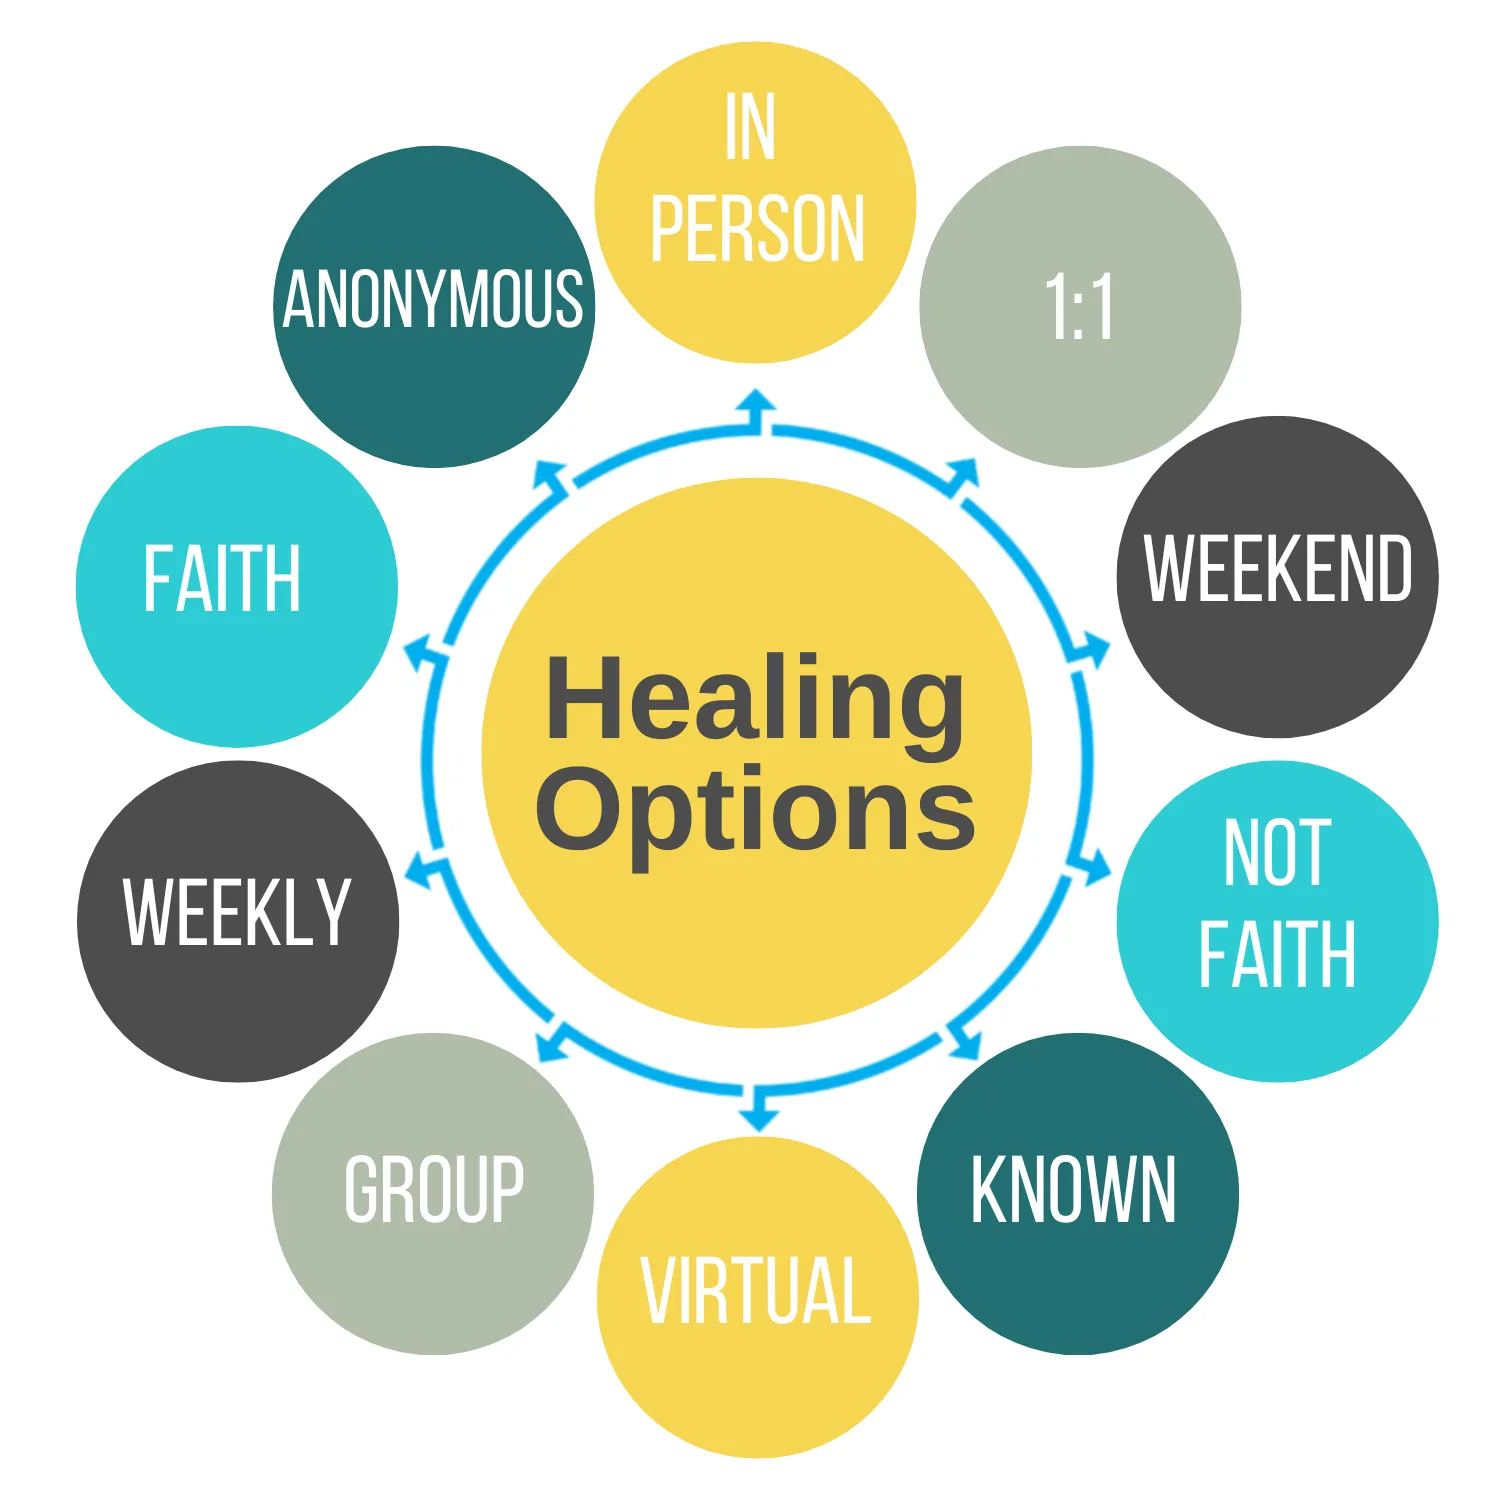 IN
PERSON
1:1
WEEKEND
NOT
FAITH
KNOWN
VIRTUAL
GROUP
WEEKLY
FAITH
ANONYMOUS
Healing
Options